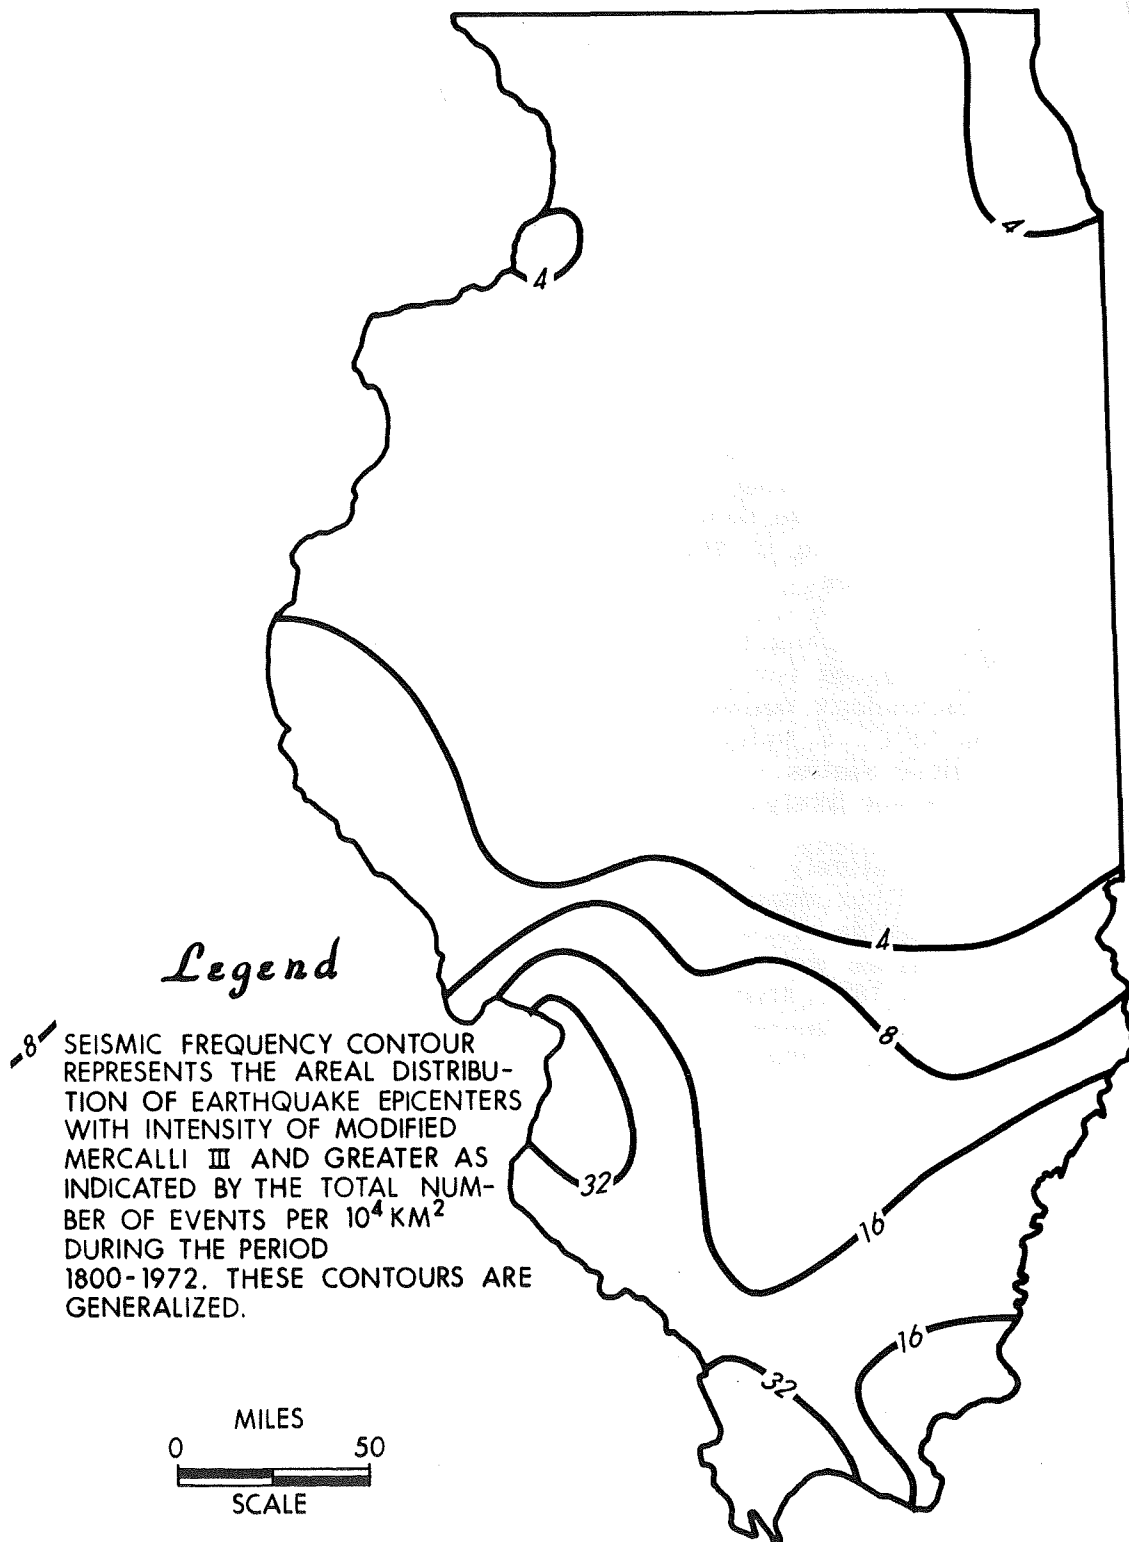 4
4
4
Legend
8
8
SEISMIC FREQUENCY CONTOUR
REPRESENTS THE AREAL DISTRIBU-
TION OF EARTHQUAKE EPICENTERS
WITH INTENSITY OF MODIFIED
MERCALLI III AND GREATER AS
INDICATED BY THE TOTAL NUM-
BER OF EVENTS PER 10⁴ KM²
DURING THE PERIOD
1800-1972. THESE CONTOURS ARE
GENERALIZED.
32
16
16
32
MILES
0 50
SCALE